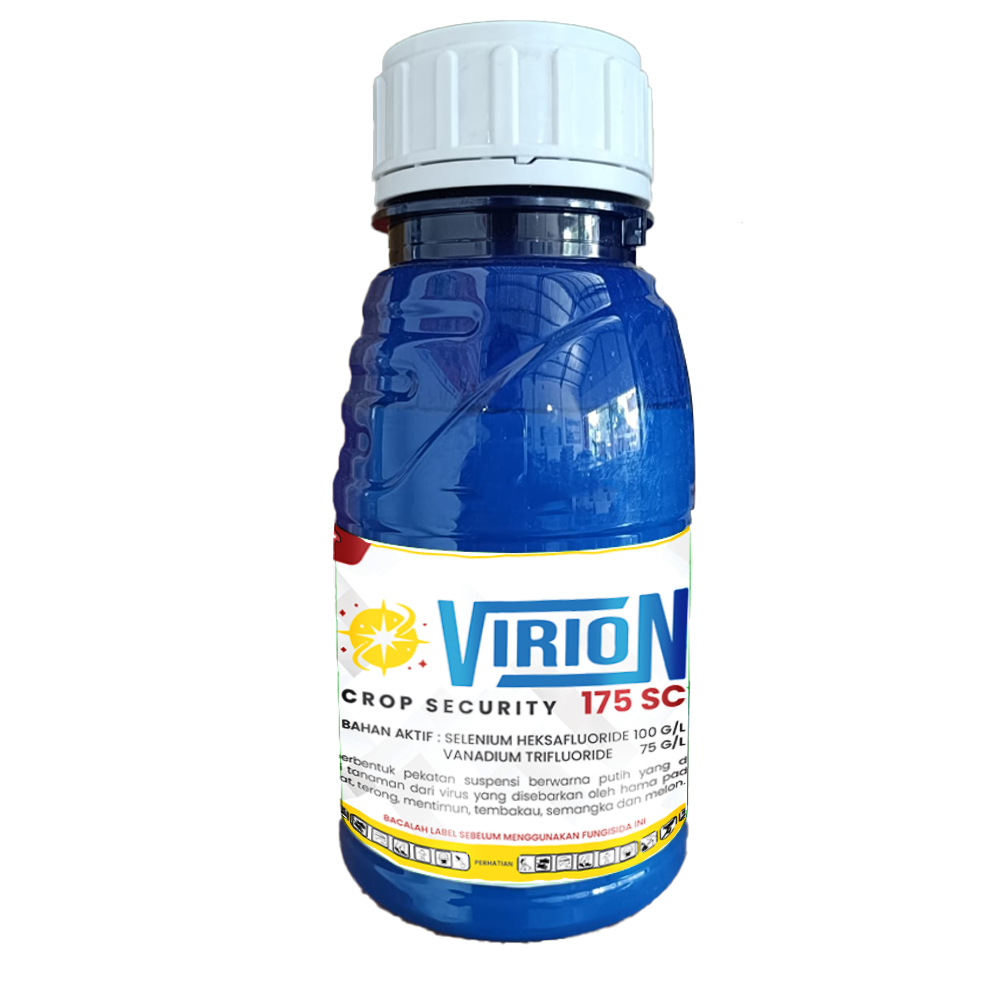 VIRION
CROP SECURITY 175 SC
BAHAN AKTIF : SELENIUM HEKSAFLUORIDE 100 G/L
VANADIUM TRIFLUORIDE 75 G/L
berbentuk pekatan suspensi berwarna putih yang
tanaman dari virus yang disebarkan oleh hama
terong, mentimun, tembakau, semangka dan melon.
BACALAH LABEL SEBELUM MENGGUNAKAN FUNGISIDA INI
PERHATIAN